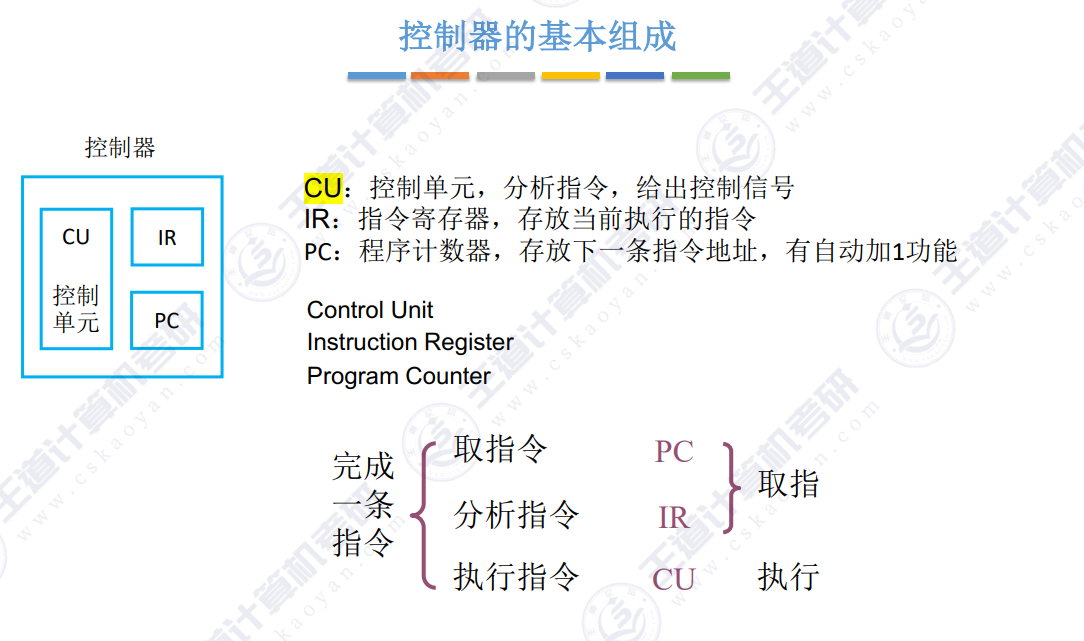 控制器的基本组成
控制器
CU
控制
单元
IR
PC
CU：控制单元，分析指令，给出控制信号
IR：指令寄存器，存放当前执行的指令
PC：程序计数器，存放下一条指令地址，有自动加1功能
Control Unit
Instruction Register
Program Counter
完成
一条
指令
取指令 PC
分析指令 IR
取指
执行指令 CU 执行
王道计算机考研
www.cskaoyan.com